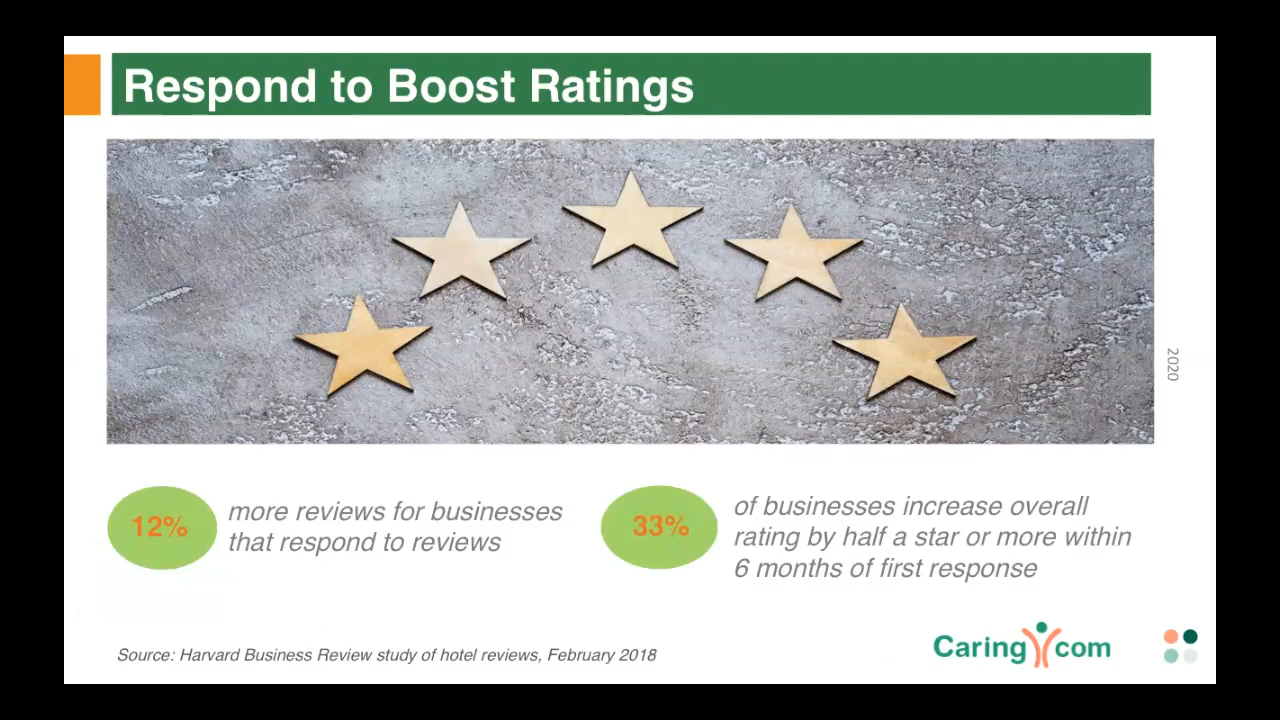 Respond to Boost Ratings
2020
12%
more reviews for businesses
that respond to reviews
33%
of businesses increase overall
rating by half a star or more within
6 months of first response
Source: Harvard Business Review study of hotel reviews, February 2018
Caring com